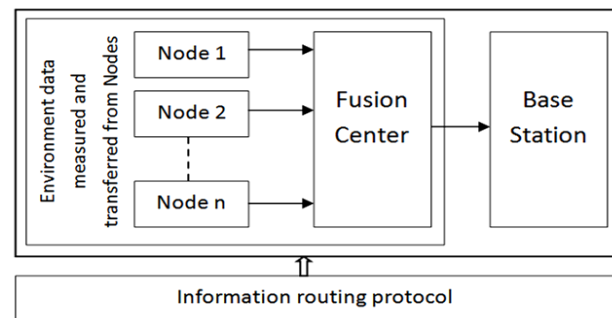 Environment data
measured and
transferred from Nodes
Node 1
Node 2
Node n
Fusion
Center
Base
Station
Information routing protocol